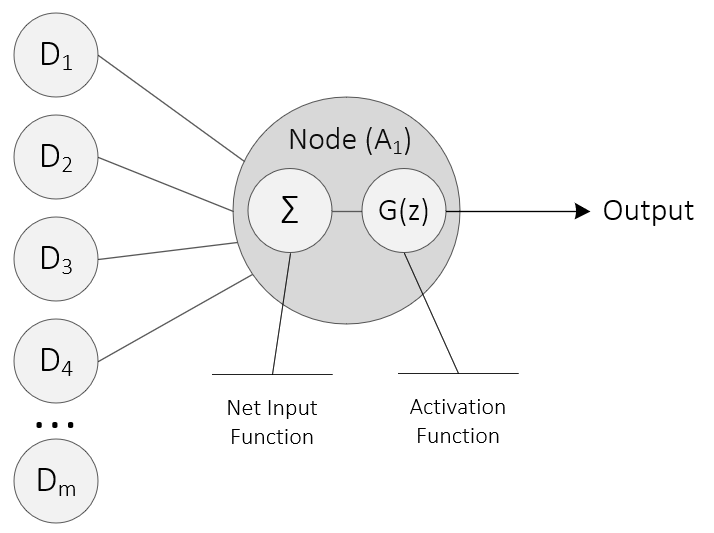 D₁
D₂
D₃
D₄
...
Dₘ
Node (A₁)
Σ
G(z)
Output
Net Input
Function
Activation
Function